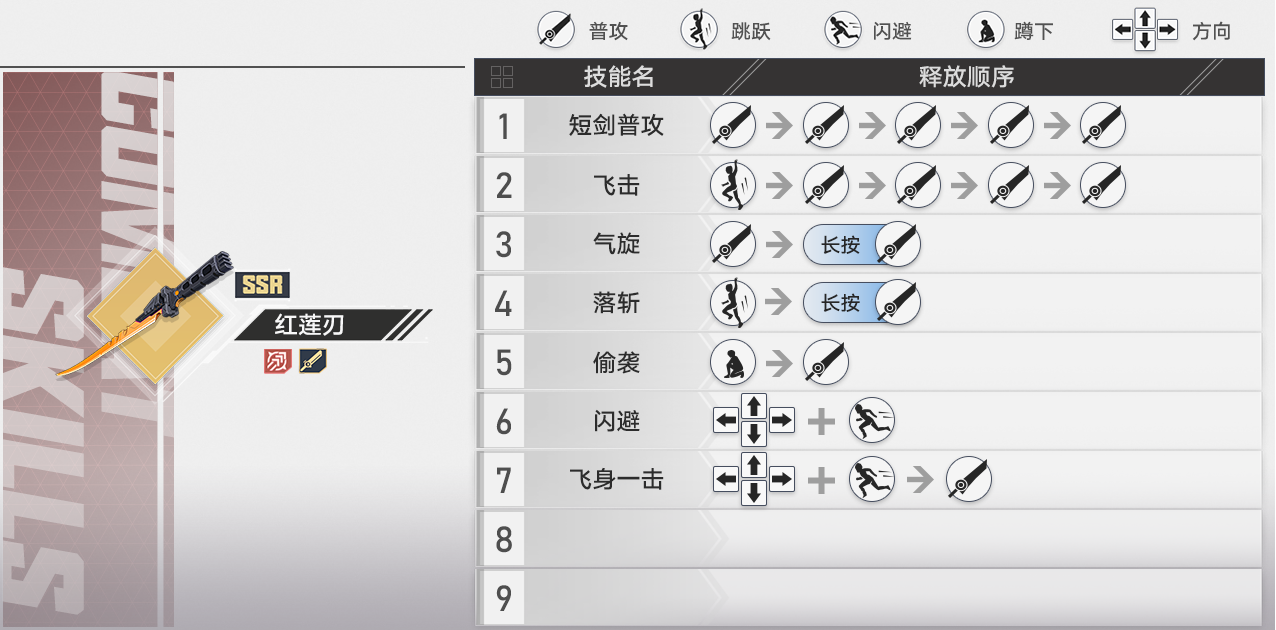 普攻 跳跃 闪避 蹲下 方向
技能名 释放顺序
COMBAT
SKILLS
SSR
红莲刃
1 短剑普攻
2 飞击
3 气旋 长按
4 落斩 长按
5 偷袭
6 闪避
7 飞身一击
8
9